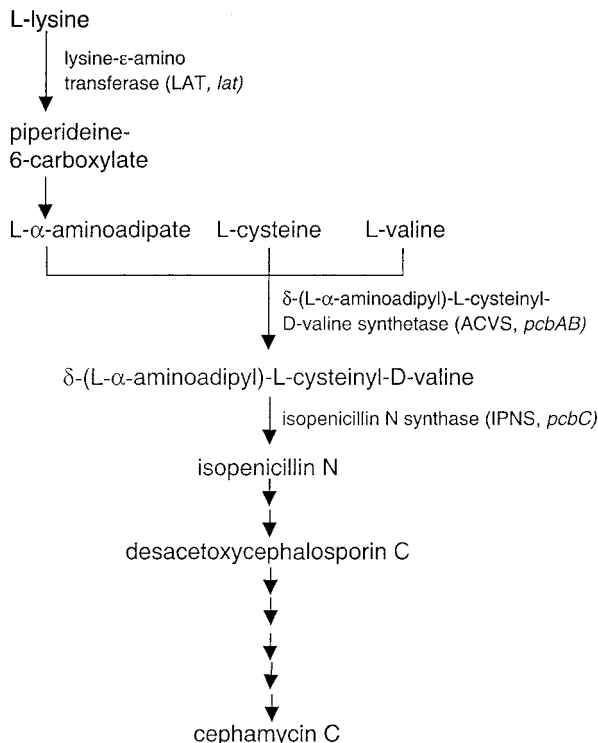 L-lysine
lysine-ε-amino
transferase (LAT, lat)
piperideine-
6-carboxylate
L-α-aminoadipate L-cysteine L-valine
δ-(L-α-aminoadipyl)-L-cysteinyl-
D-valine synthetase (ACVS, pcbAB)
δ-(L-α-aminoadipyl)-L-cysteinyl-D-valine
isopenicillin N synthase (IPNS, pcbC)
isopenicillin N
desacetoxycephalosporin C
cephamycin C